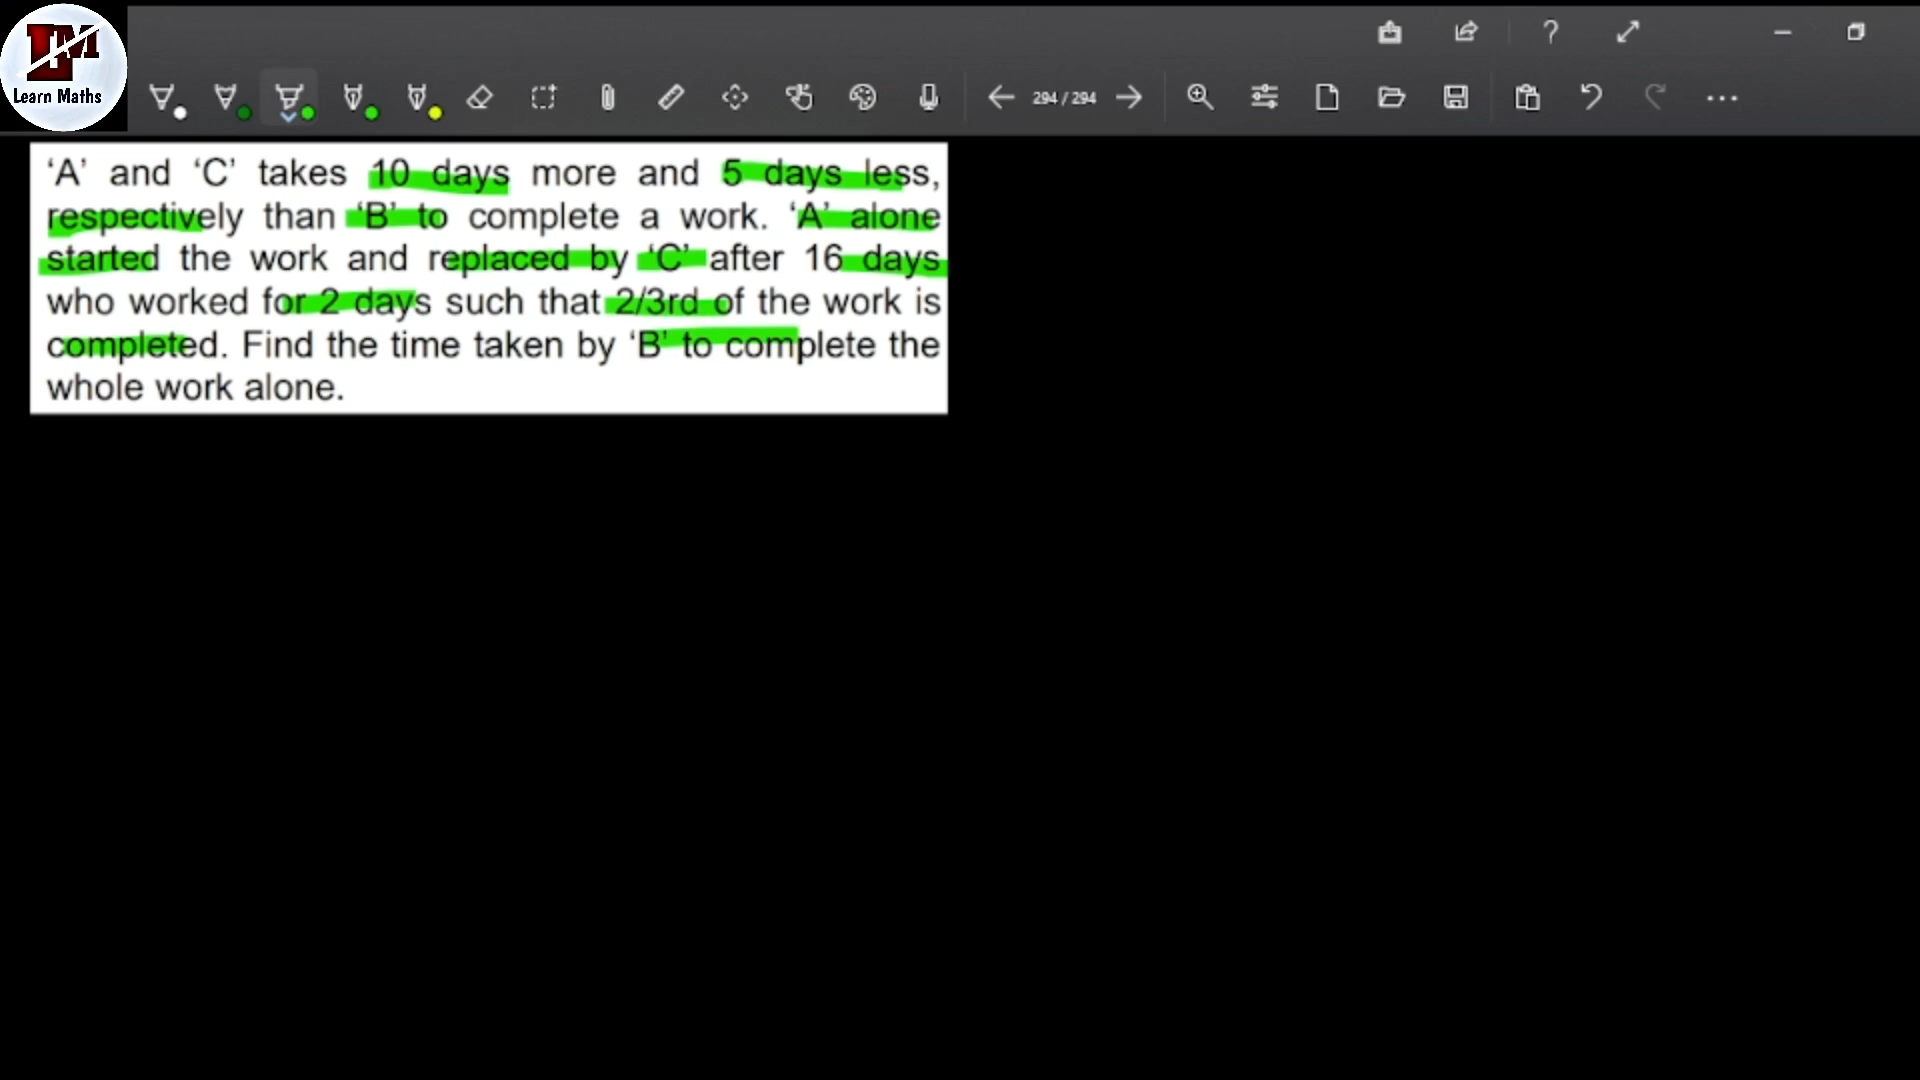 LM
Learn Maths
294 / 294
‘A’ and ‘C’ takes 10 days more and 5 days less,
respectively than ‘B’ to complete a work. ‘A’ alone
started the work and replaced by ‘C’ after 16 days
who worked for 2 days such that 2/3rd of the work is
completed. Find the time taken by ‘B’ to complete the
whole work alone.